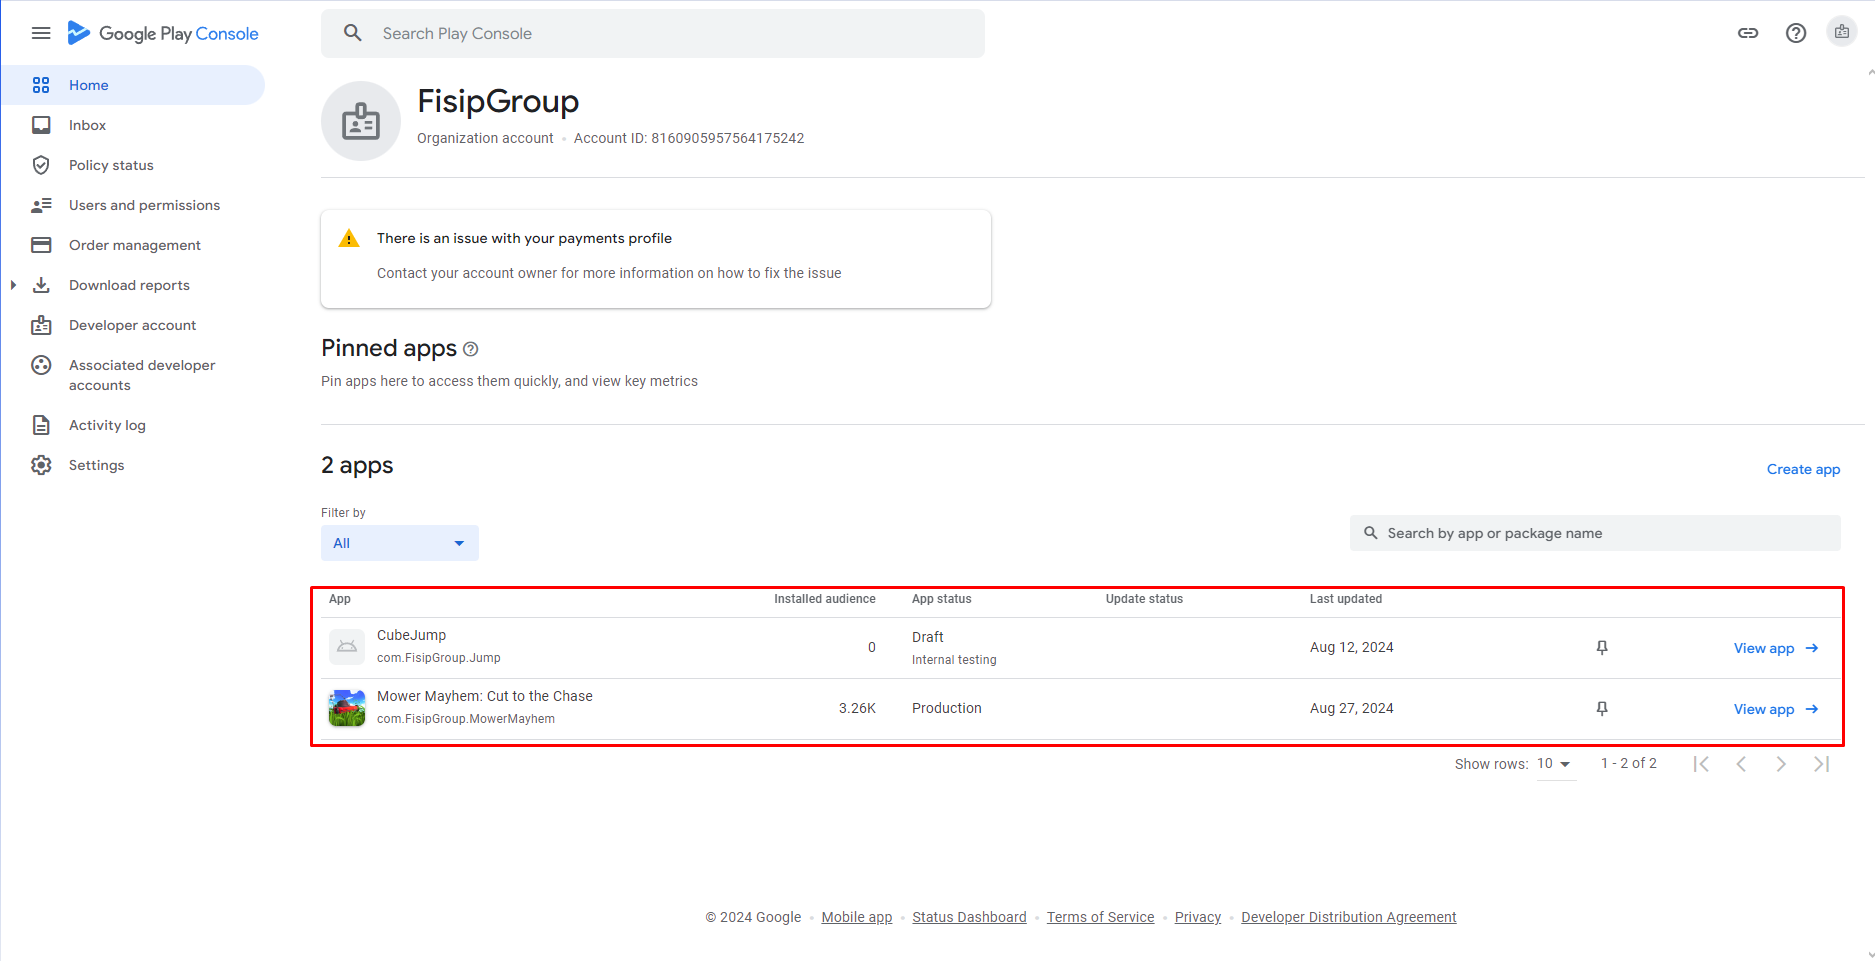 Google Play Console
Search Play Console
Home
Inbox
Policy status
Users and permissions
Order management
Download reports
Developer account
Associated developer
accounts
Activity log
Settings
FisipGroup
Organization account • Account ID: 8160905957564175242
There is an issue with your payments profile
Contact your account owner for more information on how to fix the issue
Pinned apps
Pin apps here to access them quickly, and view key metrics
2 apps
Create app
Filter by
All
Search by app or package name
App Installed audience App status Update status Last updated
CubeJump 0 Draft Aug 12, 2024 View app
com.FisipGroup.Jump Internal testing
Mower Mayhem: Cut to the Chase 3.26K Production Aug 27, 2024 View app
com.FisipGroup.MowerMayhem
Show rows: 10 1 - 2 of 2
© 2024 Google • Mobile app • Status Dashboard • Terms of Service • Privacy • Developer Distribution Agreement